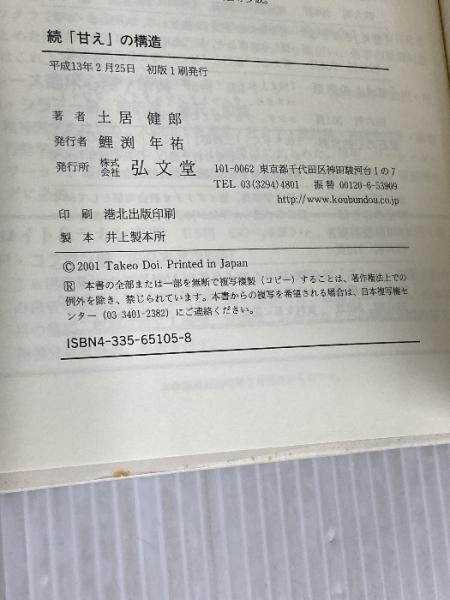 続「甘え」の構造
平成13年2月25日　初版1刷発行
著者　土居健郎
発行者　鯉渕年祐
発行所　株式会社　弘文堂　101-0062 東京都千代田区神田駿河台1の7
TEL 03(3294)4801　振替 00120-6-53909
http://www.koubundou.co.jp
印刷　港北出版印刷
製本　井上製本所
© 2001 Takeo Doi. Printed in Japan
Ⓡ 本書の全部または一部を無断で複写複製（コピー）することは、著作権法上での
例外を除き、禁じられています。本書からの複写を希望される場合は、日本複写権セ
ンター（03 3401-2382）にご連絡ください。
ISBN4-335-65105-8